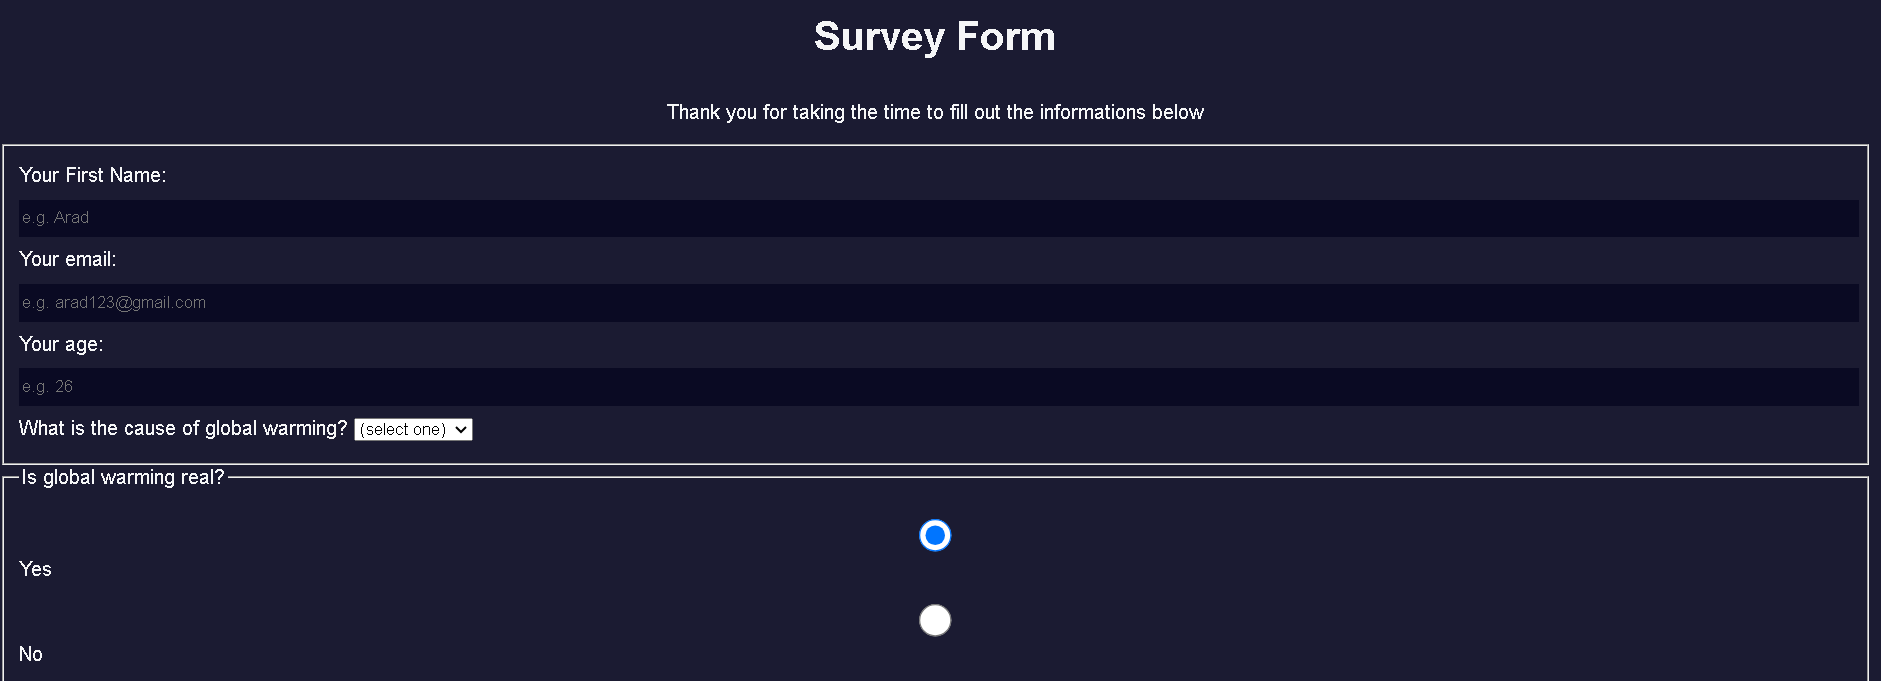 Survey Form
Thank you for taking the time to fill out the informations below
Your First Name:
e.g. Arad
Your email:
e.g. arad123@gmail.com
Your age:
e.g. 26
What is the cause of global warming? (select one)
Is global warming real?
Yes
No